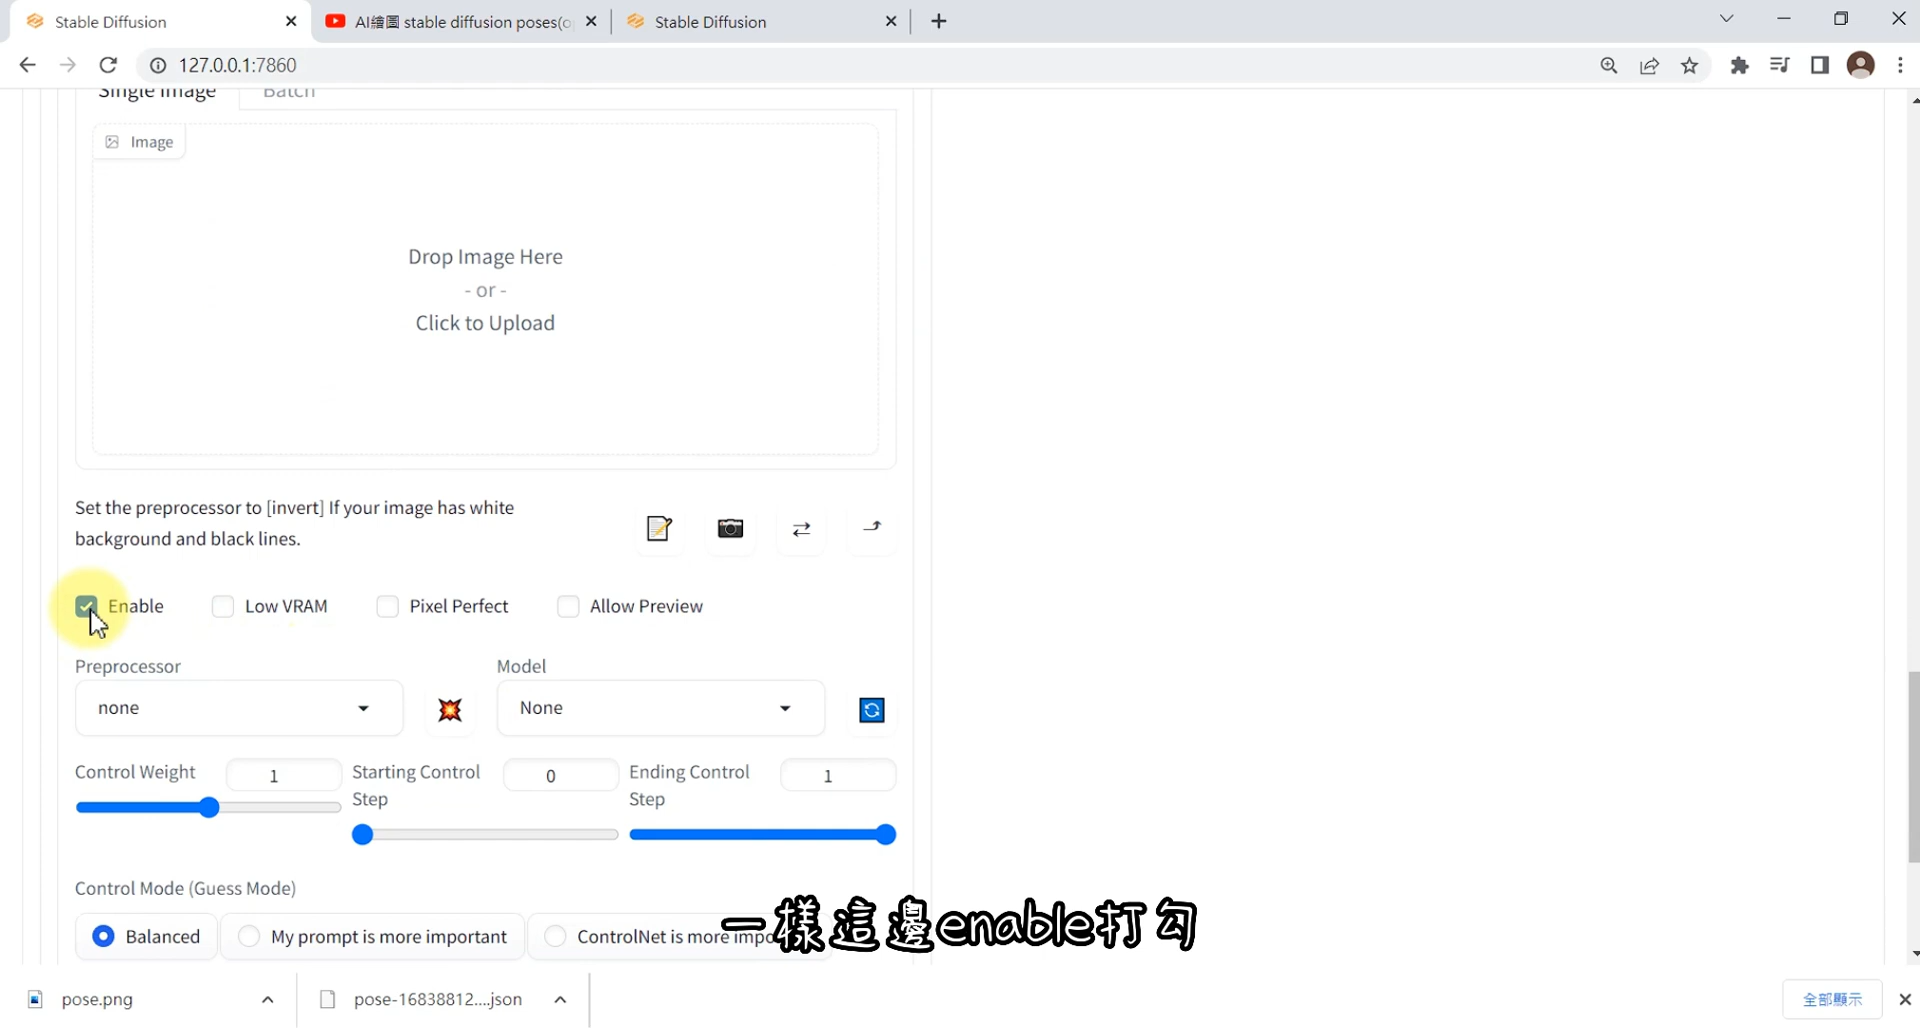 Stable Diffusion
AI繪圖 stable diffusion poses(o
Stable Diffusion
127.0.0.1:7860
Single Image
Batch
Image
Drop Image Here
- or -
Click to Upload
Set the preprocessor to [invert] If your image has white
background and black lines.
Enable
Low VRAM
Pixel Perfect
Allow Preview
Preprocessor
Model
none
None
Control Weight
1
Starting Control
Step
0
Ending Control
Step
1
Control Mode (Guess Mode)
Balanced
My prompt is more important
ControlNet is more impo
一樣這邊enable打勾
pose.png
pose-16838812....json
全部顯示